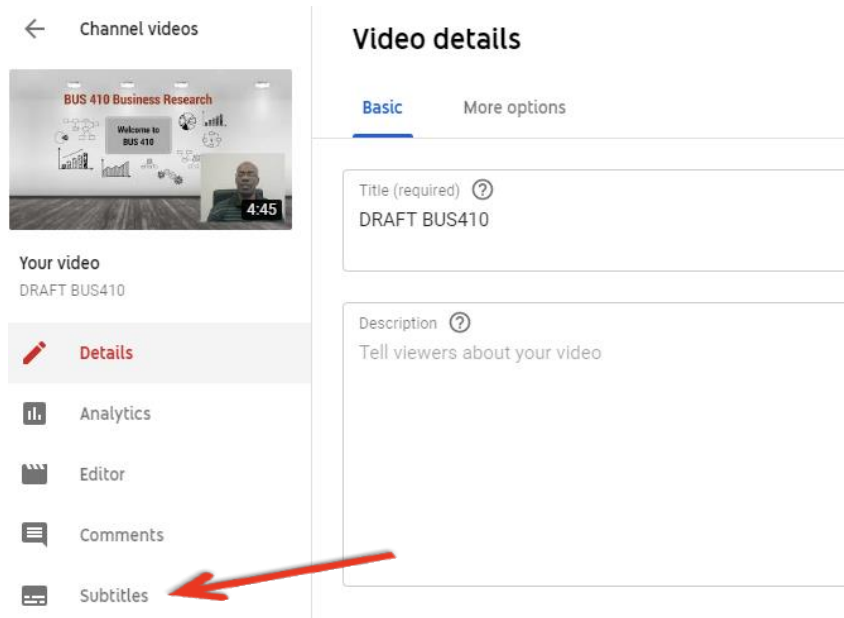 Channel videos
BUS 410 Business Research
Welcome to
BUS 410
4:45
Your video
DRAFT BUS410
Details
Analytics
Editor
Comments
Subtitles
Video details
Basic
More options
Title (required)
DRAFT BUS410
Description
Tell viewers about your video